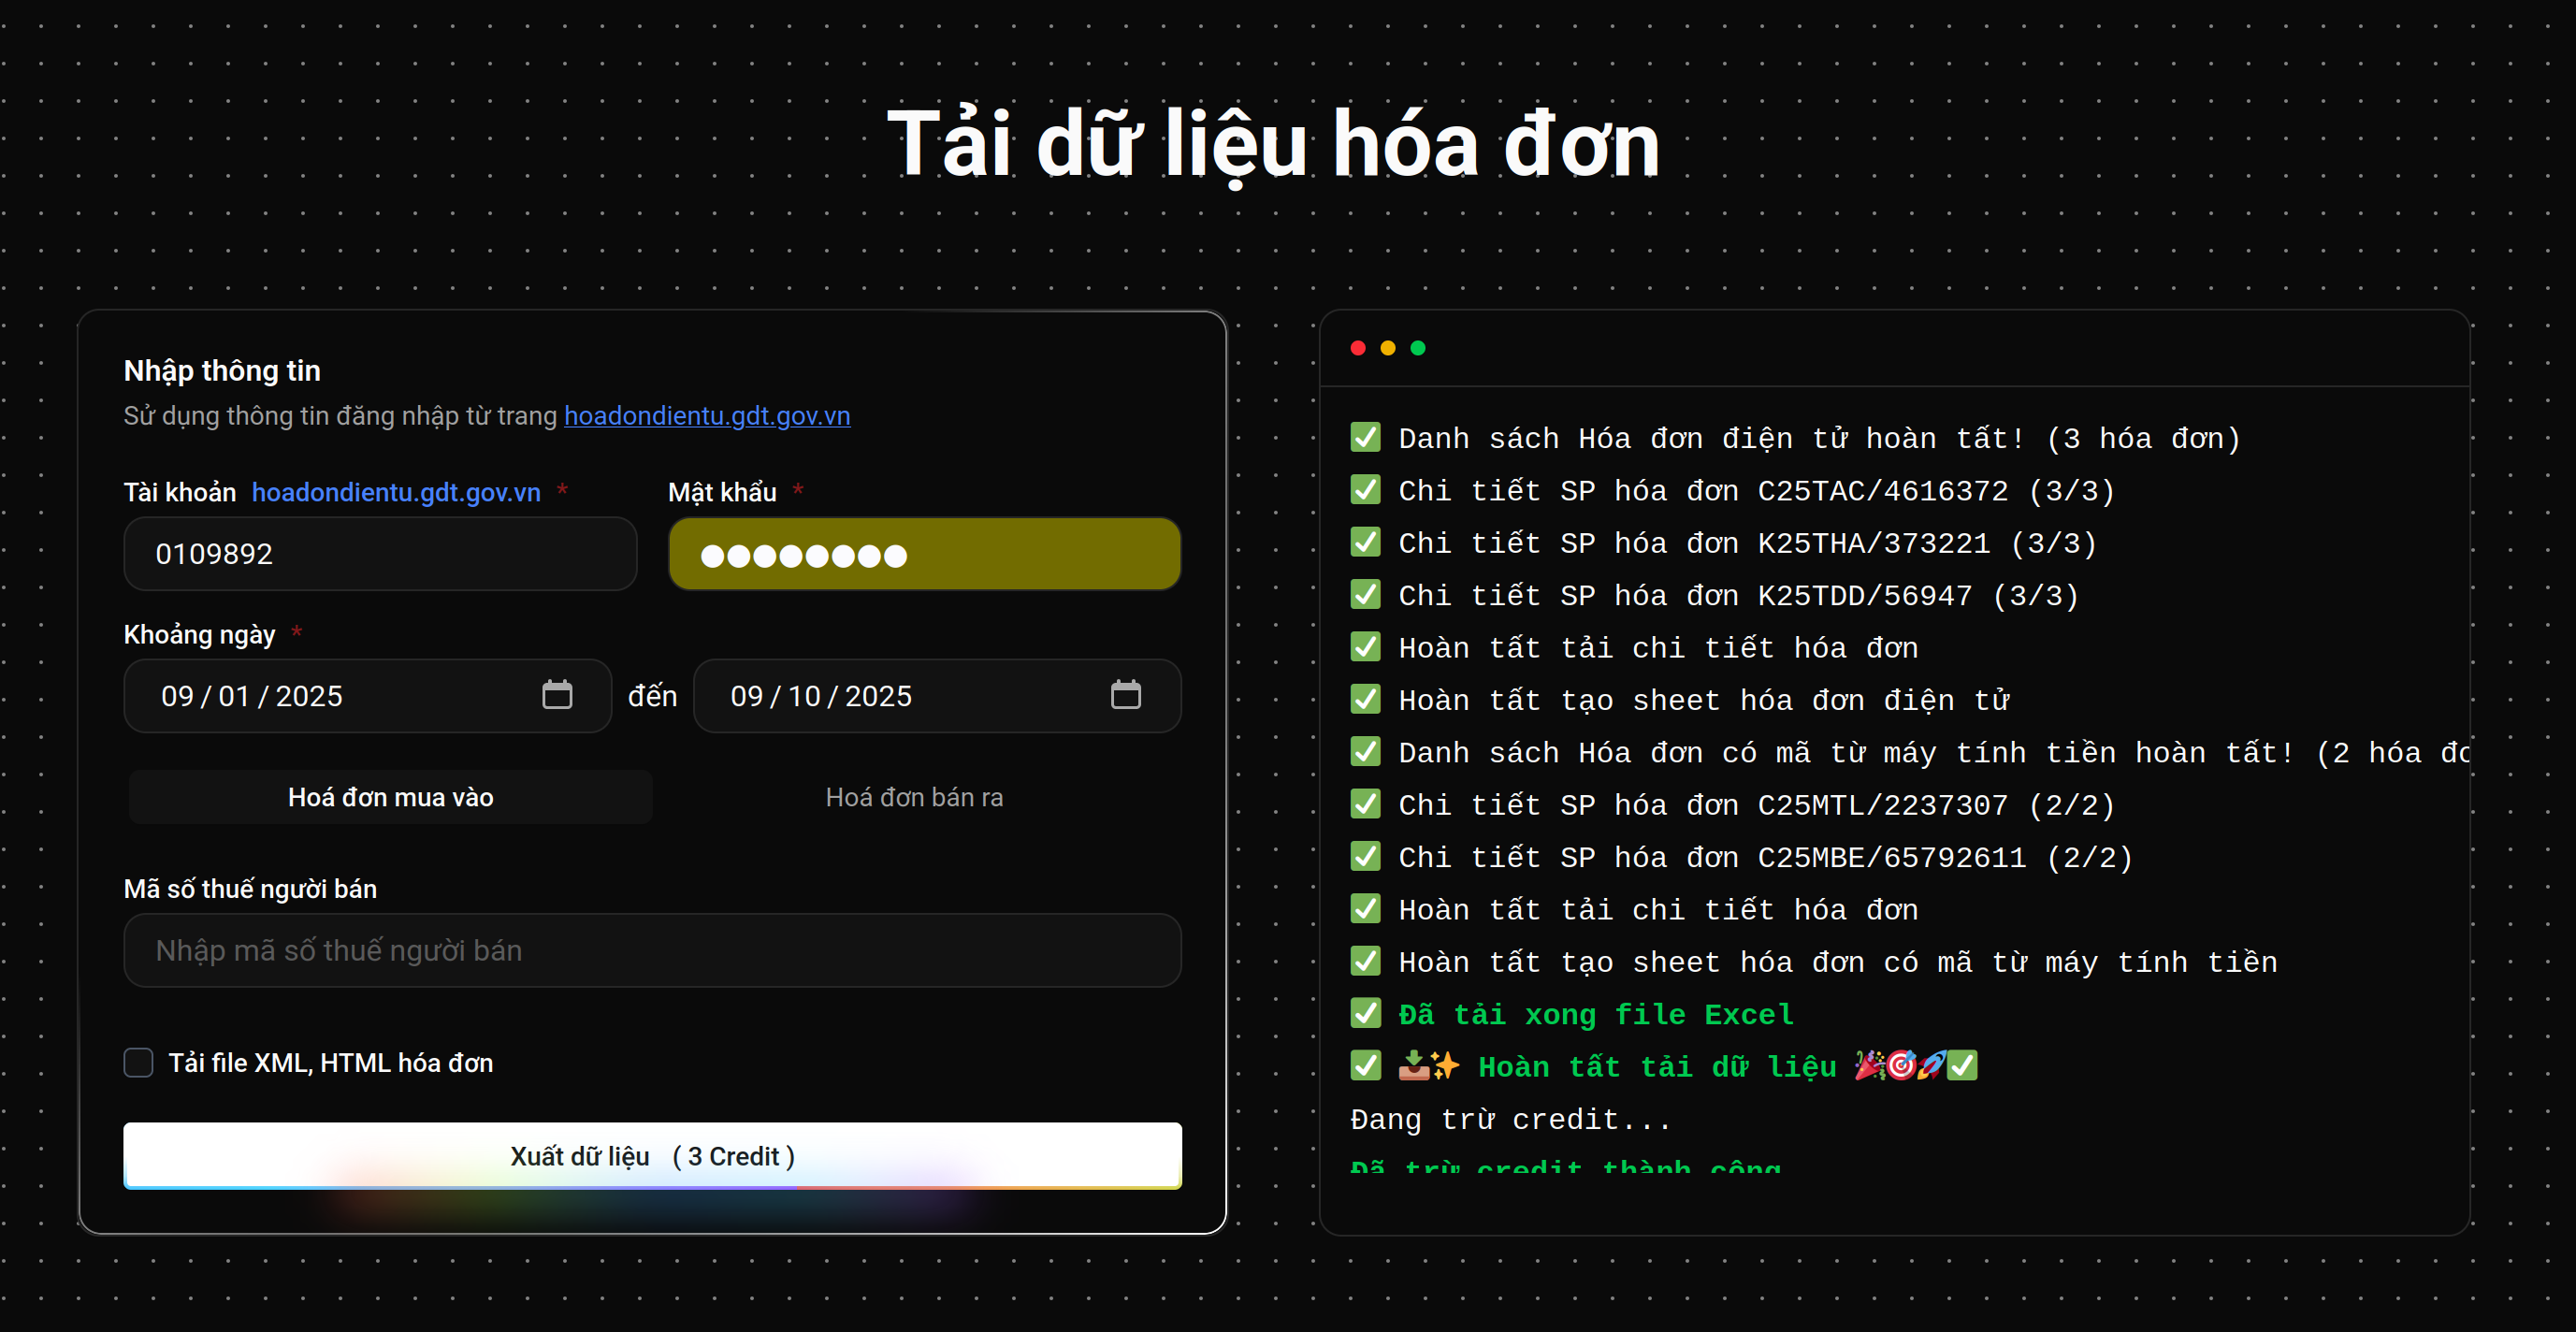 Tải dữ liệu hóa đơn
Nhập thông tin
Sử dụng thông tin đăng nhập từ trang hoadondientu.gdt.gov.vn
Tài khoản hoadondientu.gdt.gov.vn *
Mật khẩu *
0109892
Khoảng ngày *
09/01/2025 đến 09/10/2025
Hoá đơn mua vào
Hoá đơn bán ra
Mã số thuế người bán
Nhập mã số thuế người bán
Tải file XML, HTML hóa đơn
Xuất dữ liệu ( 3 Credit )
✅ Danh sách Hóa đơn điện tử hoàn tất! (3 hóa đơn)
✅ Chi tiết SP hóa đơn C25TAC/4616372 (3/3)
✅ Chi tiết SP hóa đơn K25THA/373221 (3/3)
✅ Chi tiết SP hóa đơn K25TDD/56947 (3/3)
✅ Hoàn tất tải chi tiết hóa đơn
✅ Hoàn tất tạo sheet hóa đơn điện tử
✅ Danh sách Hóa đơn có mã từ máy tính tiền hoàn tất! (2 hóa
✅ Chi tiết SP hóa đơn C25MTL/2237307 (2/2)
✅ Chi tiết SP hóa đơn C25MBE/65792611 (2/2)
✅ Hoàn tất tải chi tiết hóa đơn
✅ Hoàn tất tạo sheet hóa đơn có mã từ máy tính tiền
✅ Đã tải xong file Excel
✅ 📥✨ Hoàn tất tải dữ liệu 🎉🎯🚀✅
Đang trừ credit...
Đã trừ credit thành công